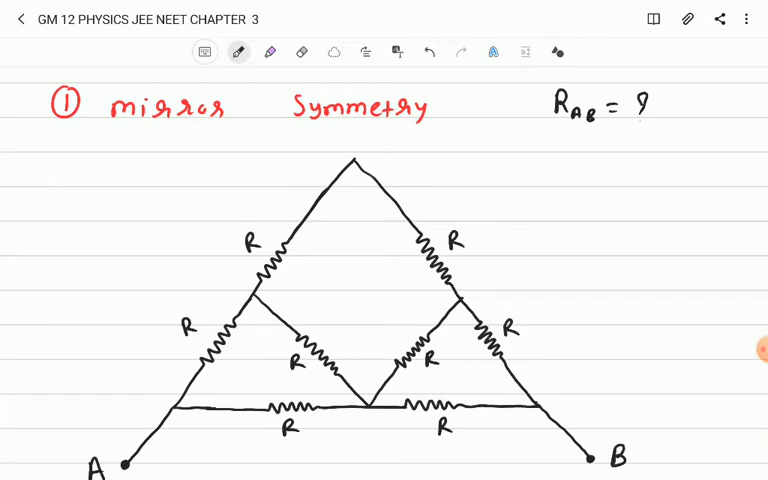 GM 12 PHYSICS JEE NEET CHAPTER 3
① mirror Symmetry R_AB = ?
R R
R R
R R
R R
A B